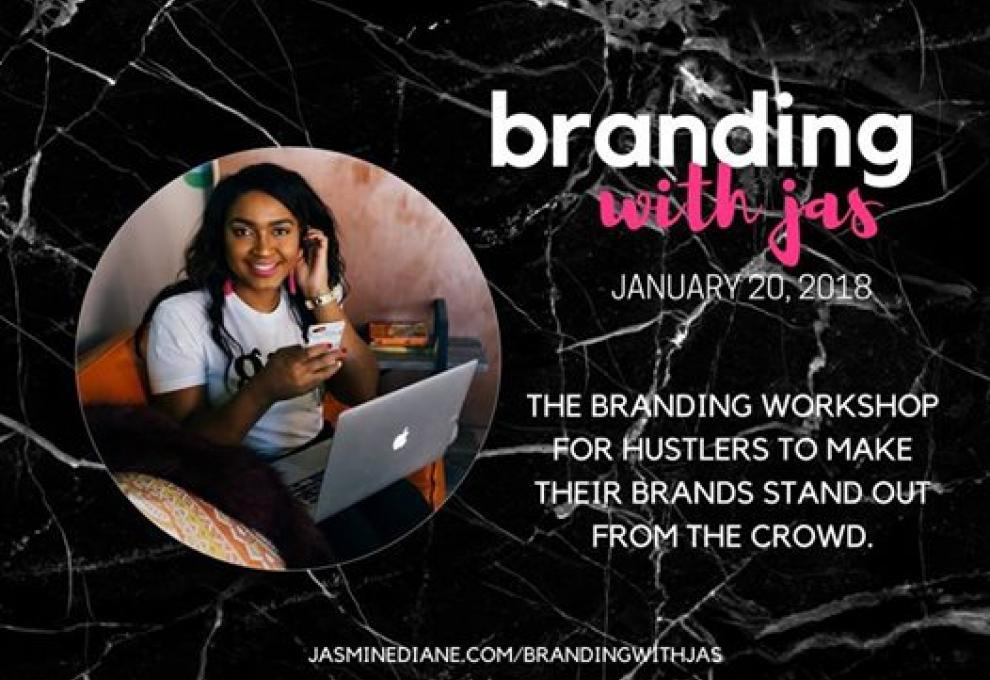 branding
with jas
JANUARY 20, 2018
THE BRANDING WORKSHOP
FOR HUSTLERS TO MAKE
THEIR BRANDS STAND OUT
FROM THE CROWD.
JASMINEDIANE.COM/BRANDINGWITHJAS